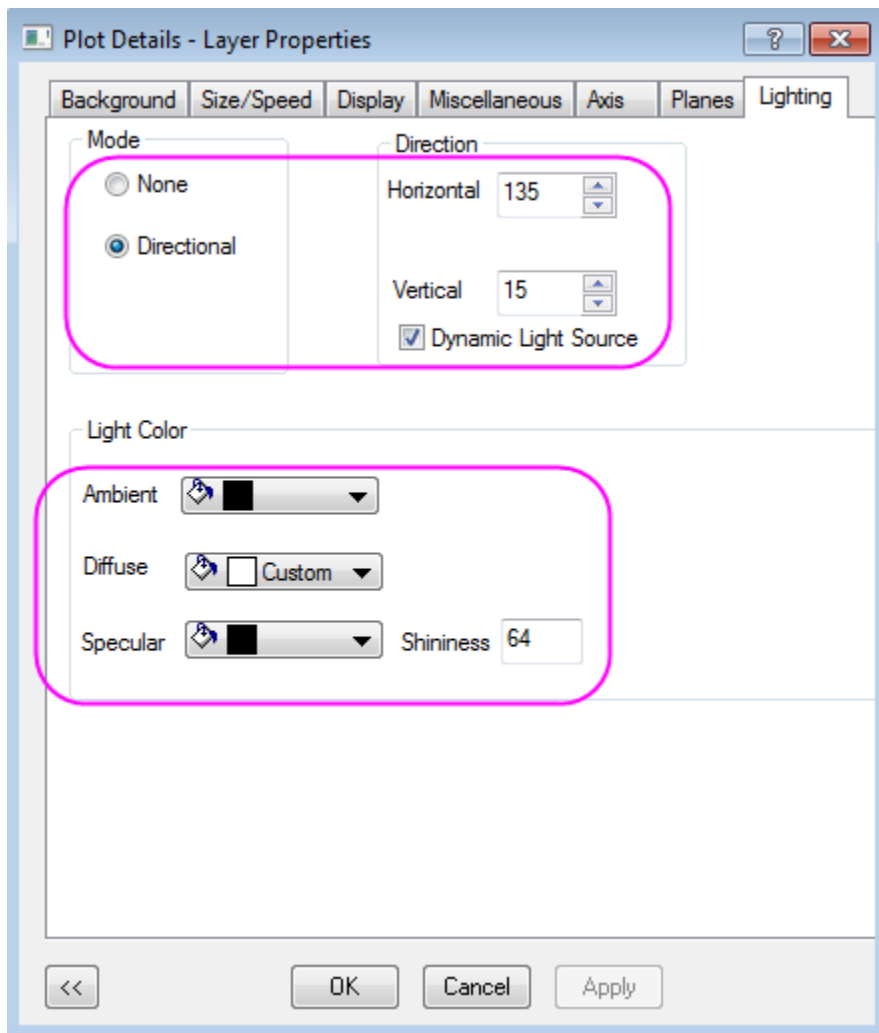 Plot Details - Layer Properties
Background Size/Speed Display Miscellaneous Axis Planes Lighting
Mode
Direction
None
Horizontal 135
Directional
Vertical 15
Dynamic Light Source
Light Color
Ambient
Diffuse Custom
Specular Shininess 64
<< OK Cancel Apply